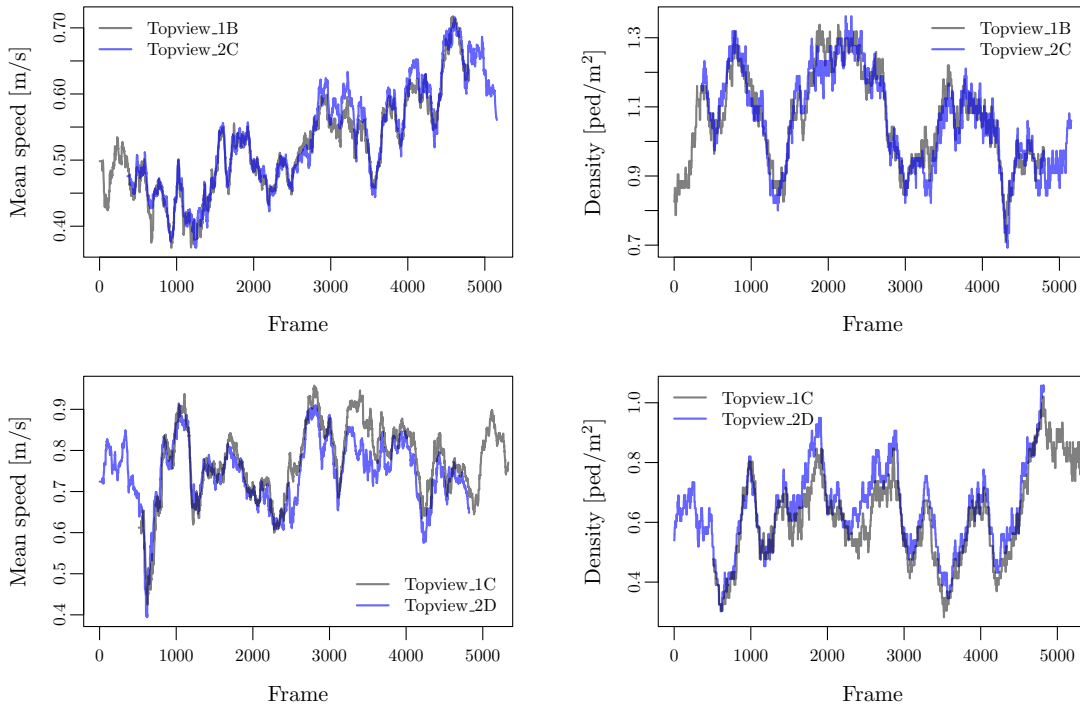 Topview_1B
Topview_2C
Mean speed [m/s]
0.40 0.50 0.60 0.70
0 1000 2000 3000 4000 5000
Frame
Topview_1B
Topview_2C
Density [ped/m²]
0.7 0.9 1.1 1.3
0 1000 2000 3000 4000 5000
Frame
Topview_1C
Topview_2D
Mean speed [m/s]
0.4 0.5 0.6 0.7 0.8 0.9
0 1000 2000 3000 4000 5000
Frame
Topview_1C
Topview_2D
Density [ped/m²]
0.4 0.6 0.8 1.0
0 1000 2000 3000 4000 5000
Frame